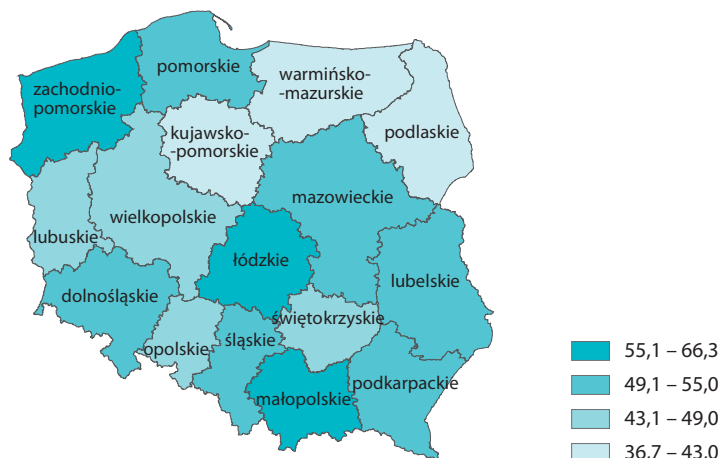 zachodnio-
pomorskie
pomorskie
warmińsko-
-mazurskie
kujawsko-
-pomorskie
podlaskie
mazowieckie
wielkopolskie
lubuskie
łódzkie
lubelskie
dolnośląskie
świętokrzyskie
opolskie
śląskie
podkarpackie
małopolskie
55,1 – 66,3
49,1 – 55,0
43,1 – 49,0
36,7 – 43,0